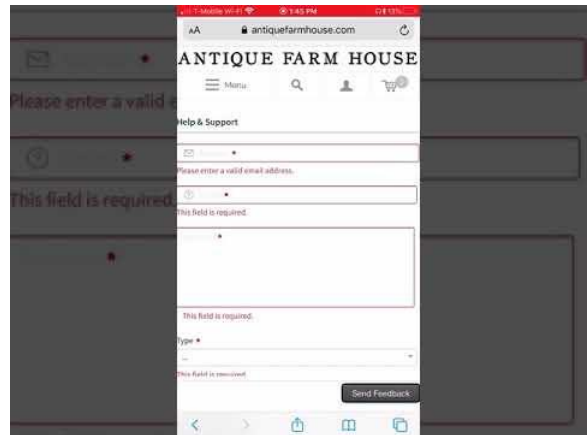 T-Mobile Wi-Fi 1:45 PM 13%
AA antiquefarmhouse.com
ANTIQUE FARM HOUSE
Menu 0
Help & Support
*
Please enter a valid email address.
*
This field is required.
*
This field is required.
Type *
--
This field is required.
Send Feedback
Please enter a valid e
*
This field is required.
*